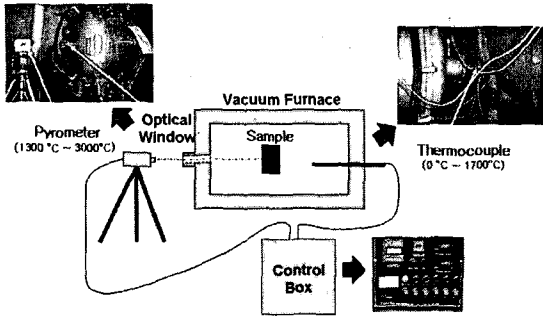 Vacuum Furnace
Optical
Window
Pyrometer
(1300 °C ~ 3000°C)
Sample
Thermocouple
(0 °C ~ 1700°C)
Control
Box